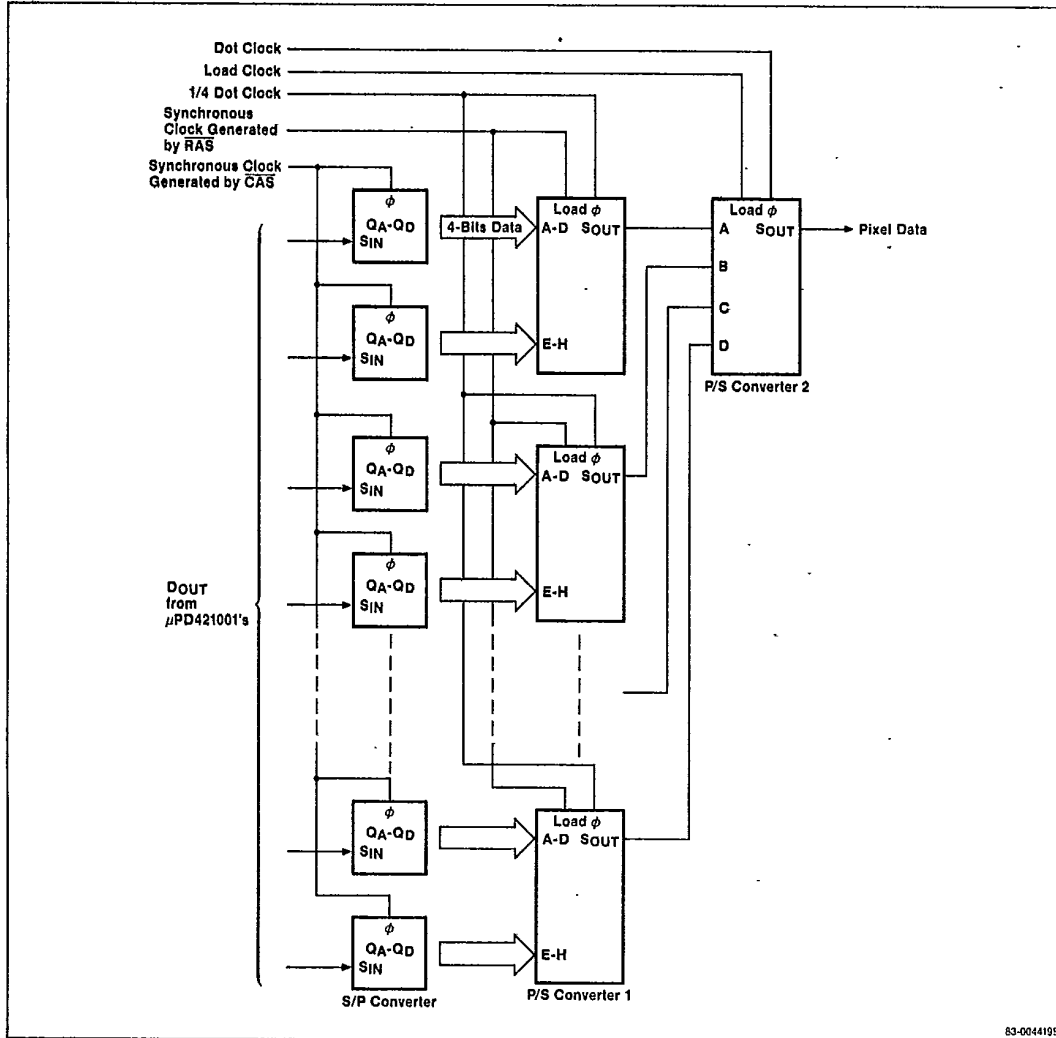 Dot Clock
Load Clock
1/4 Dot Clock
Synchronous
Clock Generated
by RAS
Synchronous Clock
Generated by CAS
ϕ
QA-QD
SIN
4-Bits Data
Load ϕ
A-D SOUT
E-H
Load ϕ
A SOUT
B
C
D
Pixel Data
P/S Converter 2
ϕ
QA-QD
SIN
ϕ
QA-QD
SIN
Load ϕ
A-D SOUT
E-H
ϕ
QA-QD
SIN
DOUT
from
μPD421001's
ϕ
QA-QD
SIN
Load ϕ
A-D SOUT
E-H
ϕ
QA-QD
SIN
S/P Converter
P/S Converter 1
83-004419